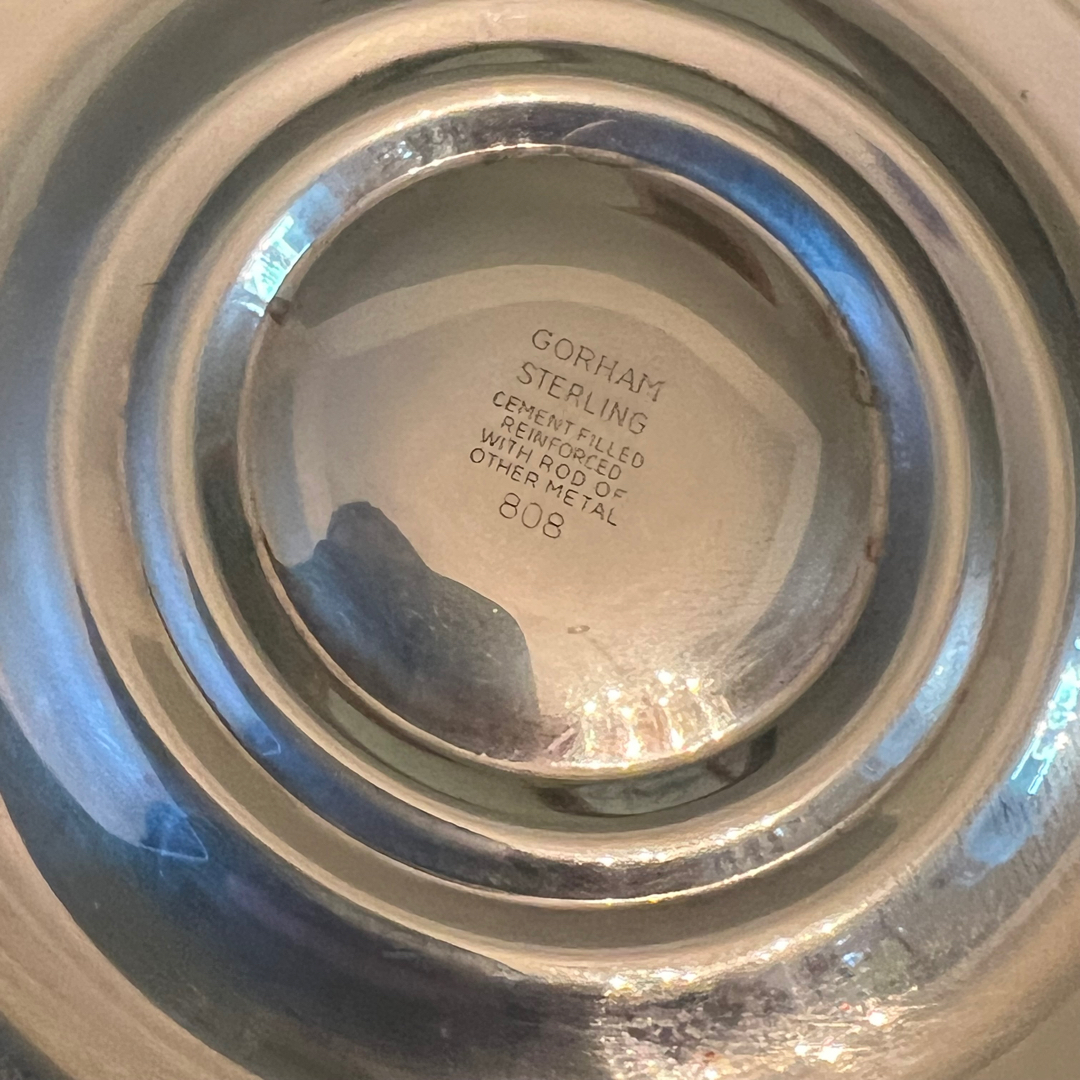 GORHAM
STERLING
CEMENT FILLED
REINFORCED
WITH ROD OF
OTHER METAL
808